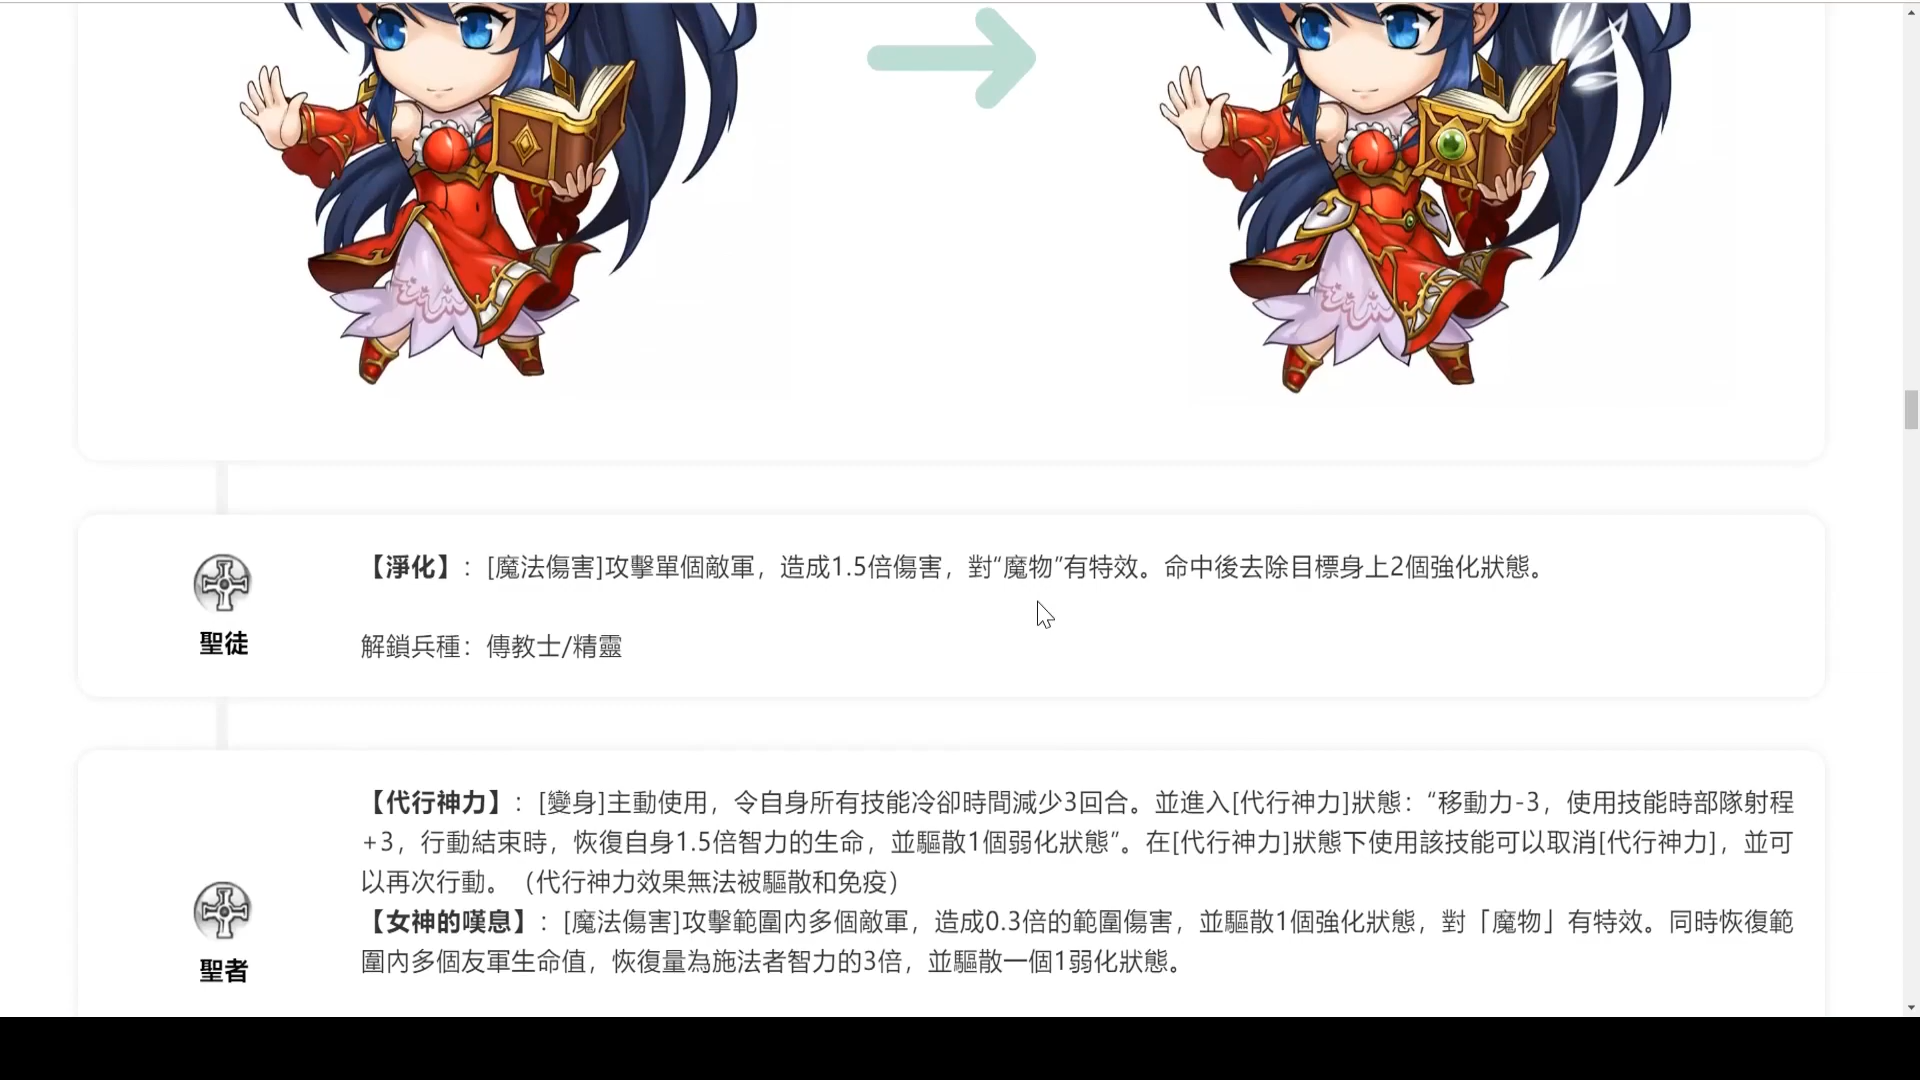 【淨化】：[魔法傷害]攻擊單個敵軍，造成1.5倍傷害，對“魔物”有特效。命中後去除目標身上2個強化狀態。
聖徒
解鎖兵種：傳教士/精靈
【代行神力】：[變身]主動使用，令自身所有技能冷卻時間減少3回合。並進入[代行神力]狀態：“移動力-3，使用技能時部隊射程
+3，行動結束時，恢復自身1.5倍智力的生命，並驅散1個弱化狀態”。在[代行神力]狀態下使用該技能可以取消[代行神力]，並可
以再次行動。（代行神力效果無法被驅散和免疫）
【女神的嘆息】：[魔法傷害]攻擊範圍內多個敵軍，造成0.3倍的範圍傷害，並驅散1個強化狀態，對「魔物」有特效。同時恢復範
圍內多個友軍生命值，恢復量為施法者智力的3倍，並驅散一個1弱化狀態。
聖者